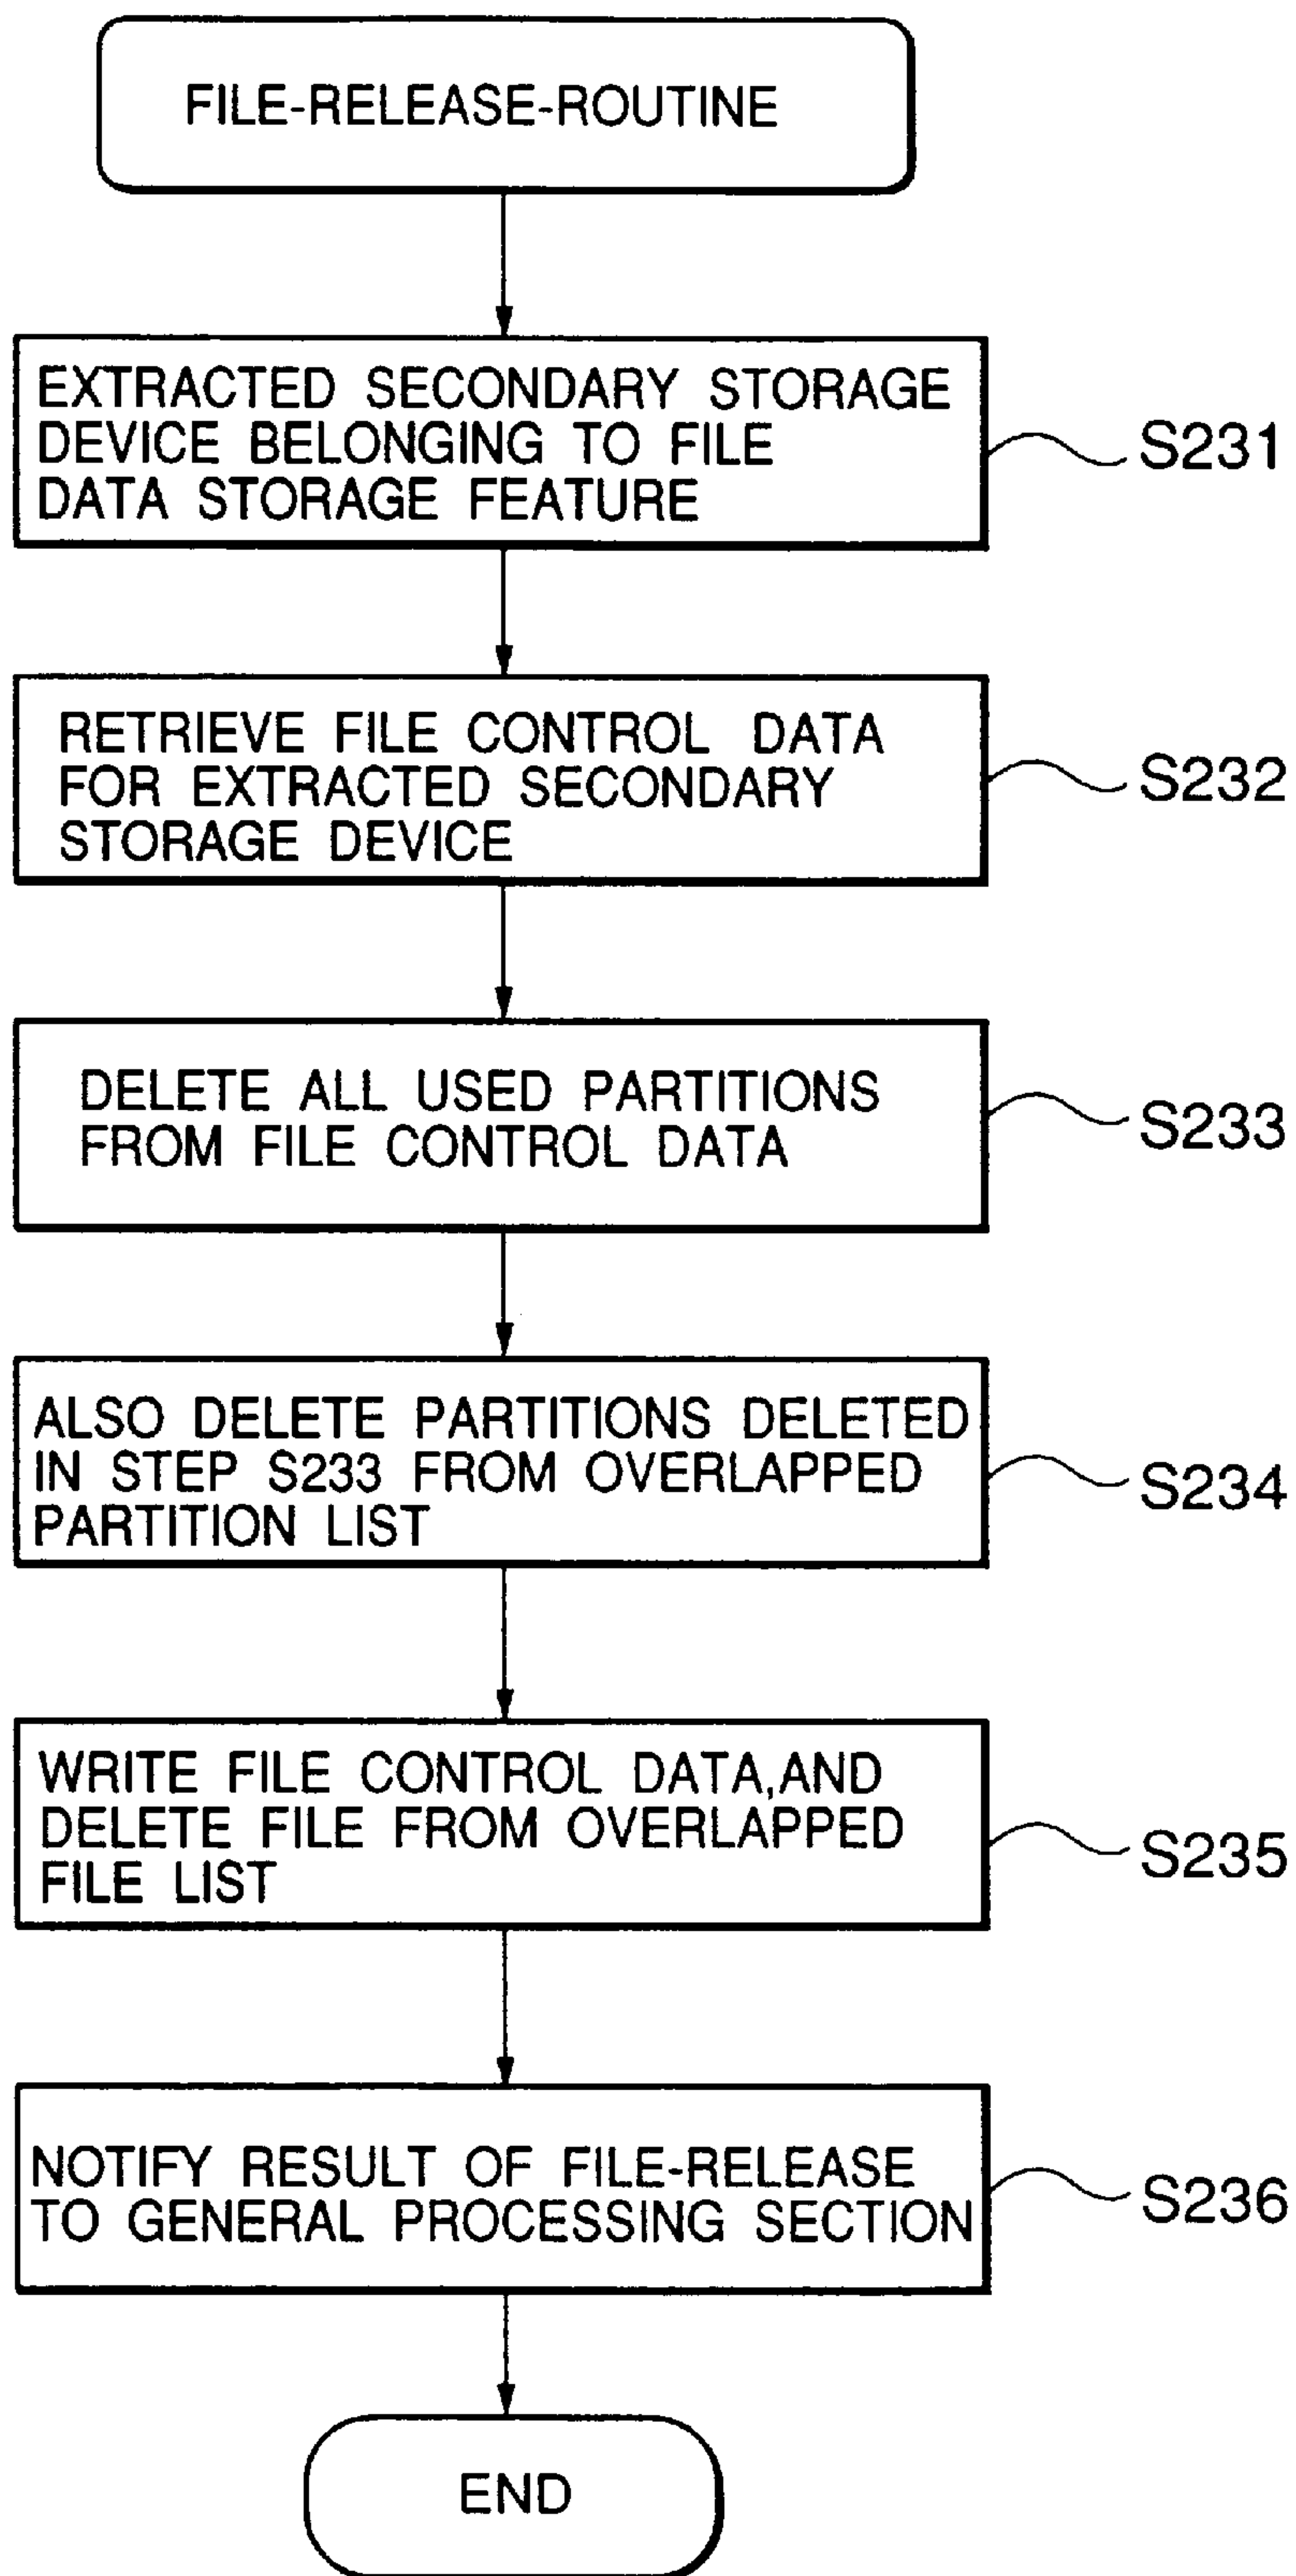 FILE-RELEASE-ROUTINE
EXTRACTED SECONDARY STORAGE
DEVICE BELONGING TO FILE
DATA STORAGE FEATURE
S231
RETRIEVE FILE CONTROL DATA
FOR EXTRACTED SECONDARY
STORAGE DEVICE
S232
DELETE ALL USED PARTITIONS
FROM FILE CONTROL DATA
S233
ALSO DELETE PARTITIONS DELETED
IN STEP S233 FROM OVERLAPPED
PARTITION LIST
S234
WRITE FILE CONTROL DATA,AND
DELETE FILE FROM OVERLAPPED
FILE LIST
S235
NOTIFY RESULT OF FILE-RELEASE
TO GENERAL PROCESSING SECTION
S236
END